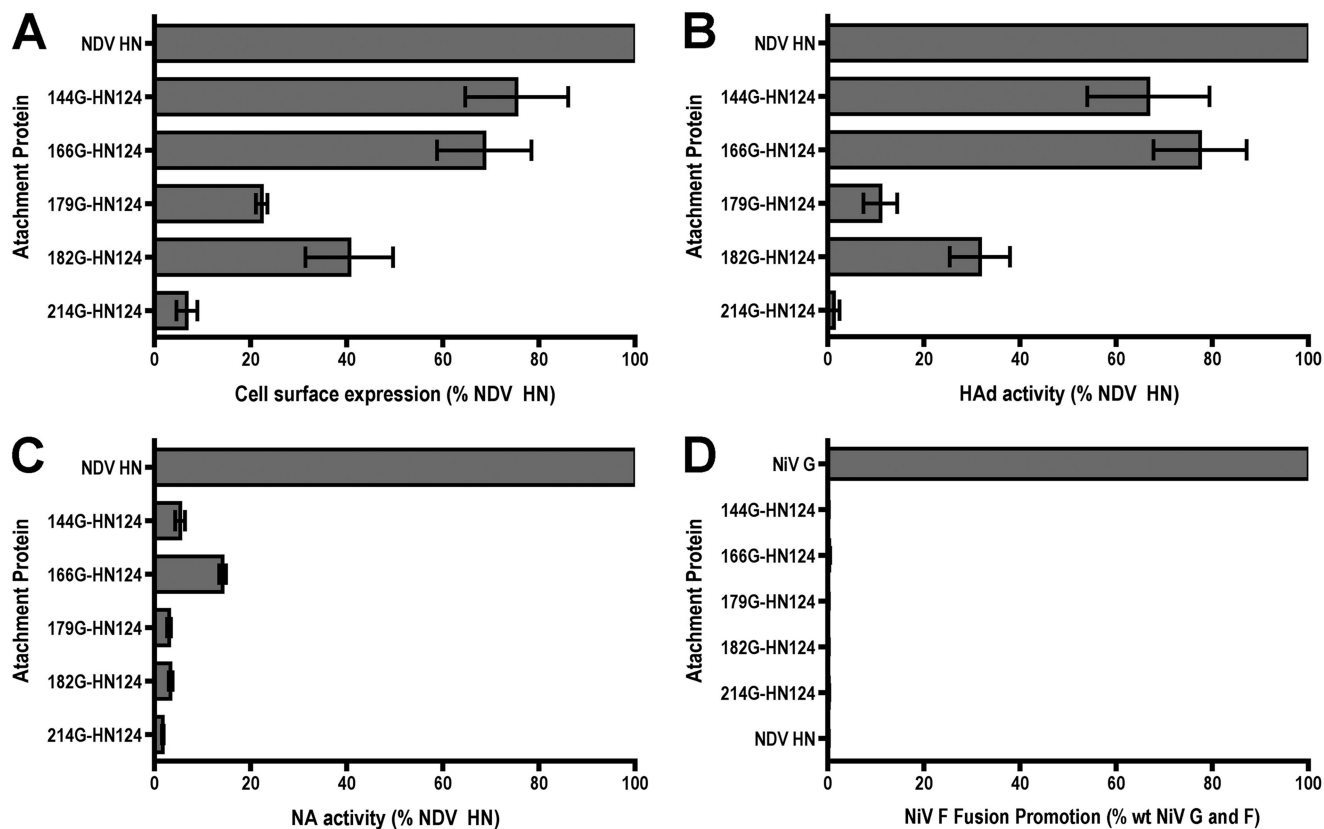 A
Atachment Protein
NDV HN
144G-HN124
166G-HN124
179G-HN124
182G-HN124
214G-HN124
0 20 40 60 80 100
Cell surface expression (% NDV HN)
B
Atachment Protein
NDV HN
144G-HN124
166G-HN124
179G-HN124
182G-HN124
214G-HN124
0 20 40 60 80 100
HAd activity (% NDV HN)
C
Atachment Protein
NDV HN
144G-HN124
166G-HN124
179G-HN124
182G-HN124
214G-HN124
0 20 40 60 80 100
NA activity (% NDV HN)
D
Atachment Protein
NiV G
144G-HN124
166G-HN124
179G-HN124
182G-HN124
214G-HN124
NDV HN
0 20 40 60 80 100
NiV F Fusion Promotion (% wt NiV G and F)